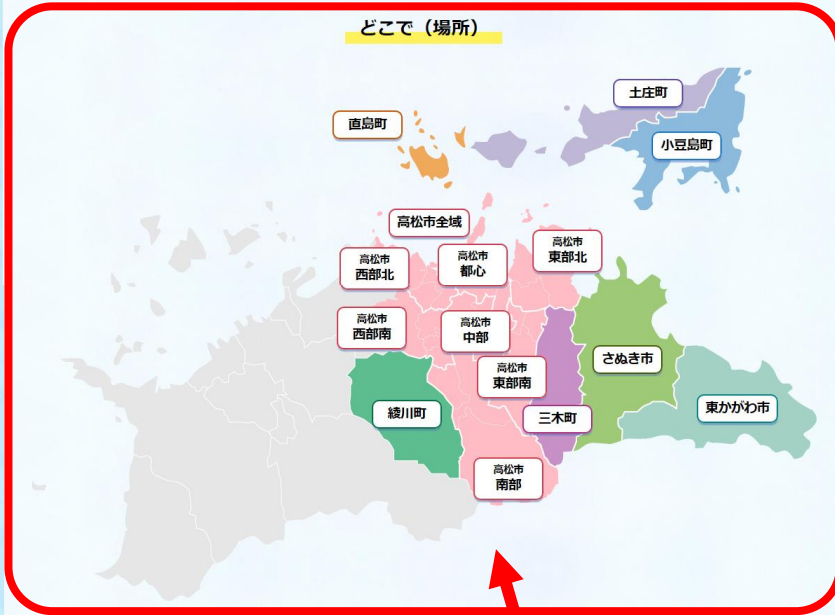 どこで（場所）
土庄町
直島町
小豆島町
高松市全域
高松市
東部北
高松市
西部北
高松市
都心
高松市
西部南
高松市
中部
さぬき市
高松市
東部南
東かがわ市
綾川町
三木町
高松市
南部